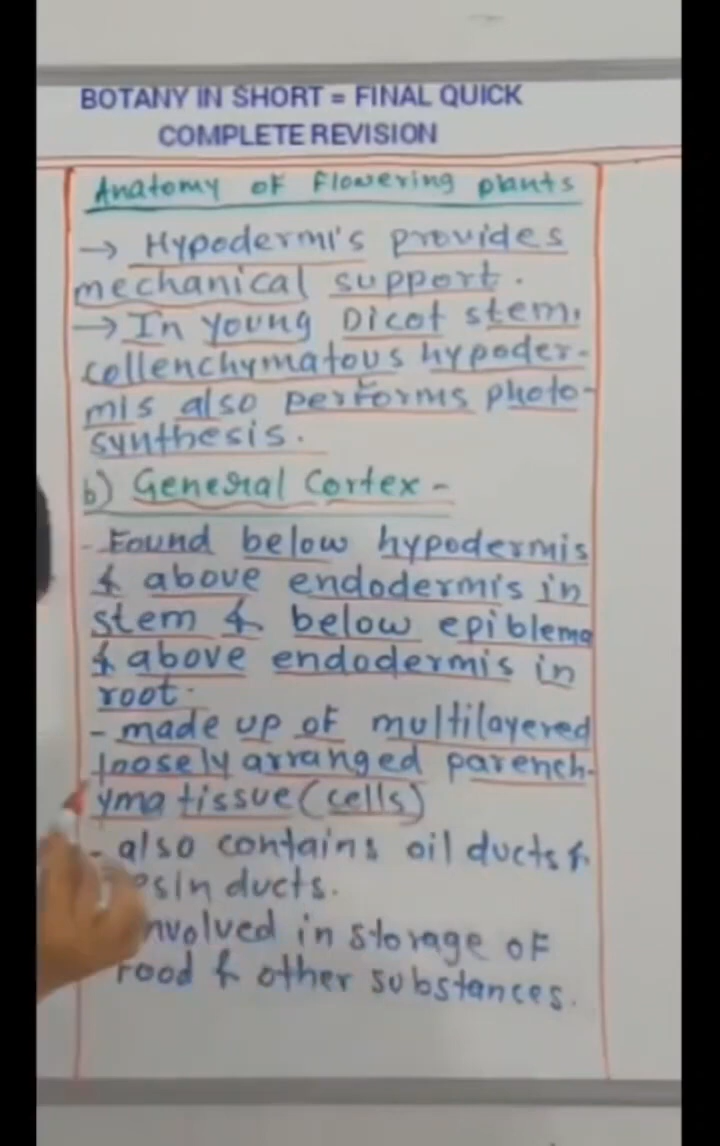 BOTANY IN SHORT = FINAL QUICK
COMPLETE REVISION
Anatomy of Flowering plants
→ Hypodermis provides
mechanical support.
→ In young Dicot stem,
collenchymatous hypoder-
mis also performs photo-
synthesis.
b) General Cortex -
- Found below hypodermis
& above endodermis in
stem & below epiblema
& above endodermis in
root.
- made up of multilayered
loosely arranged parench-
yma tissue (cells)
- also contains oil ducts &
esin ducts.
nvolved in storage of
Food & other substances.